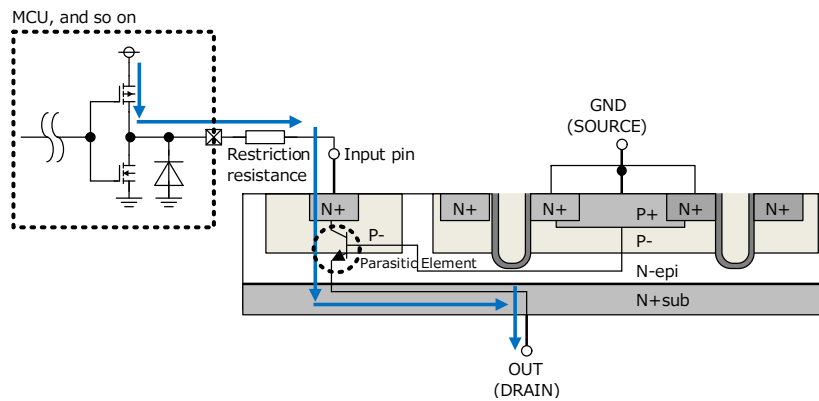 MCU, and so on
Restriction
resistance
Input pin
GND
(SOURCE)
N+
N+
N+
P+
N+
N+
P-
P-
Parasitic Element
N-epi
N+sub
OUT
(DRAIN)